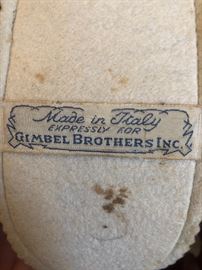 Made in Italy
EXPRESSLY FOR
GIMBEL BROTHERS INC.